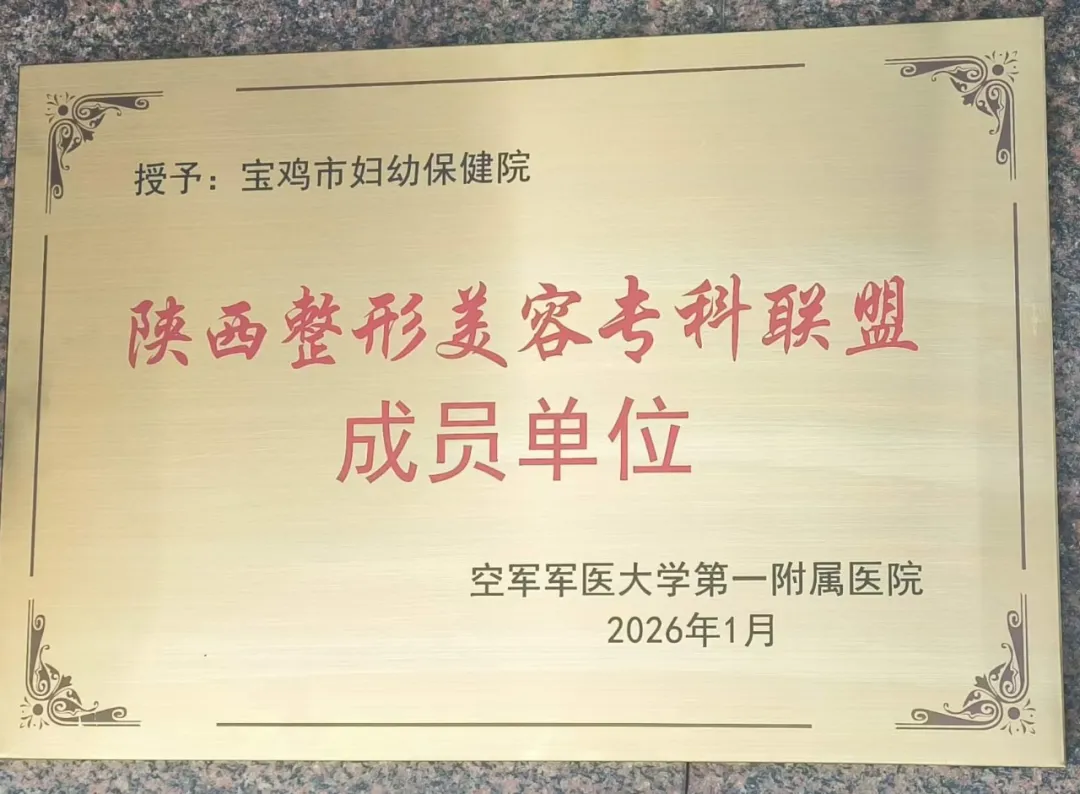 授予：宝鸡市妇幼保健院
陕西整形美容专科联盟
成员单位
空军军医大学第一附属医院
2026年1月